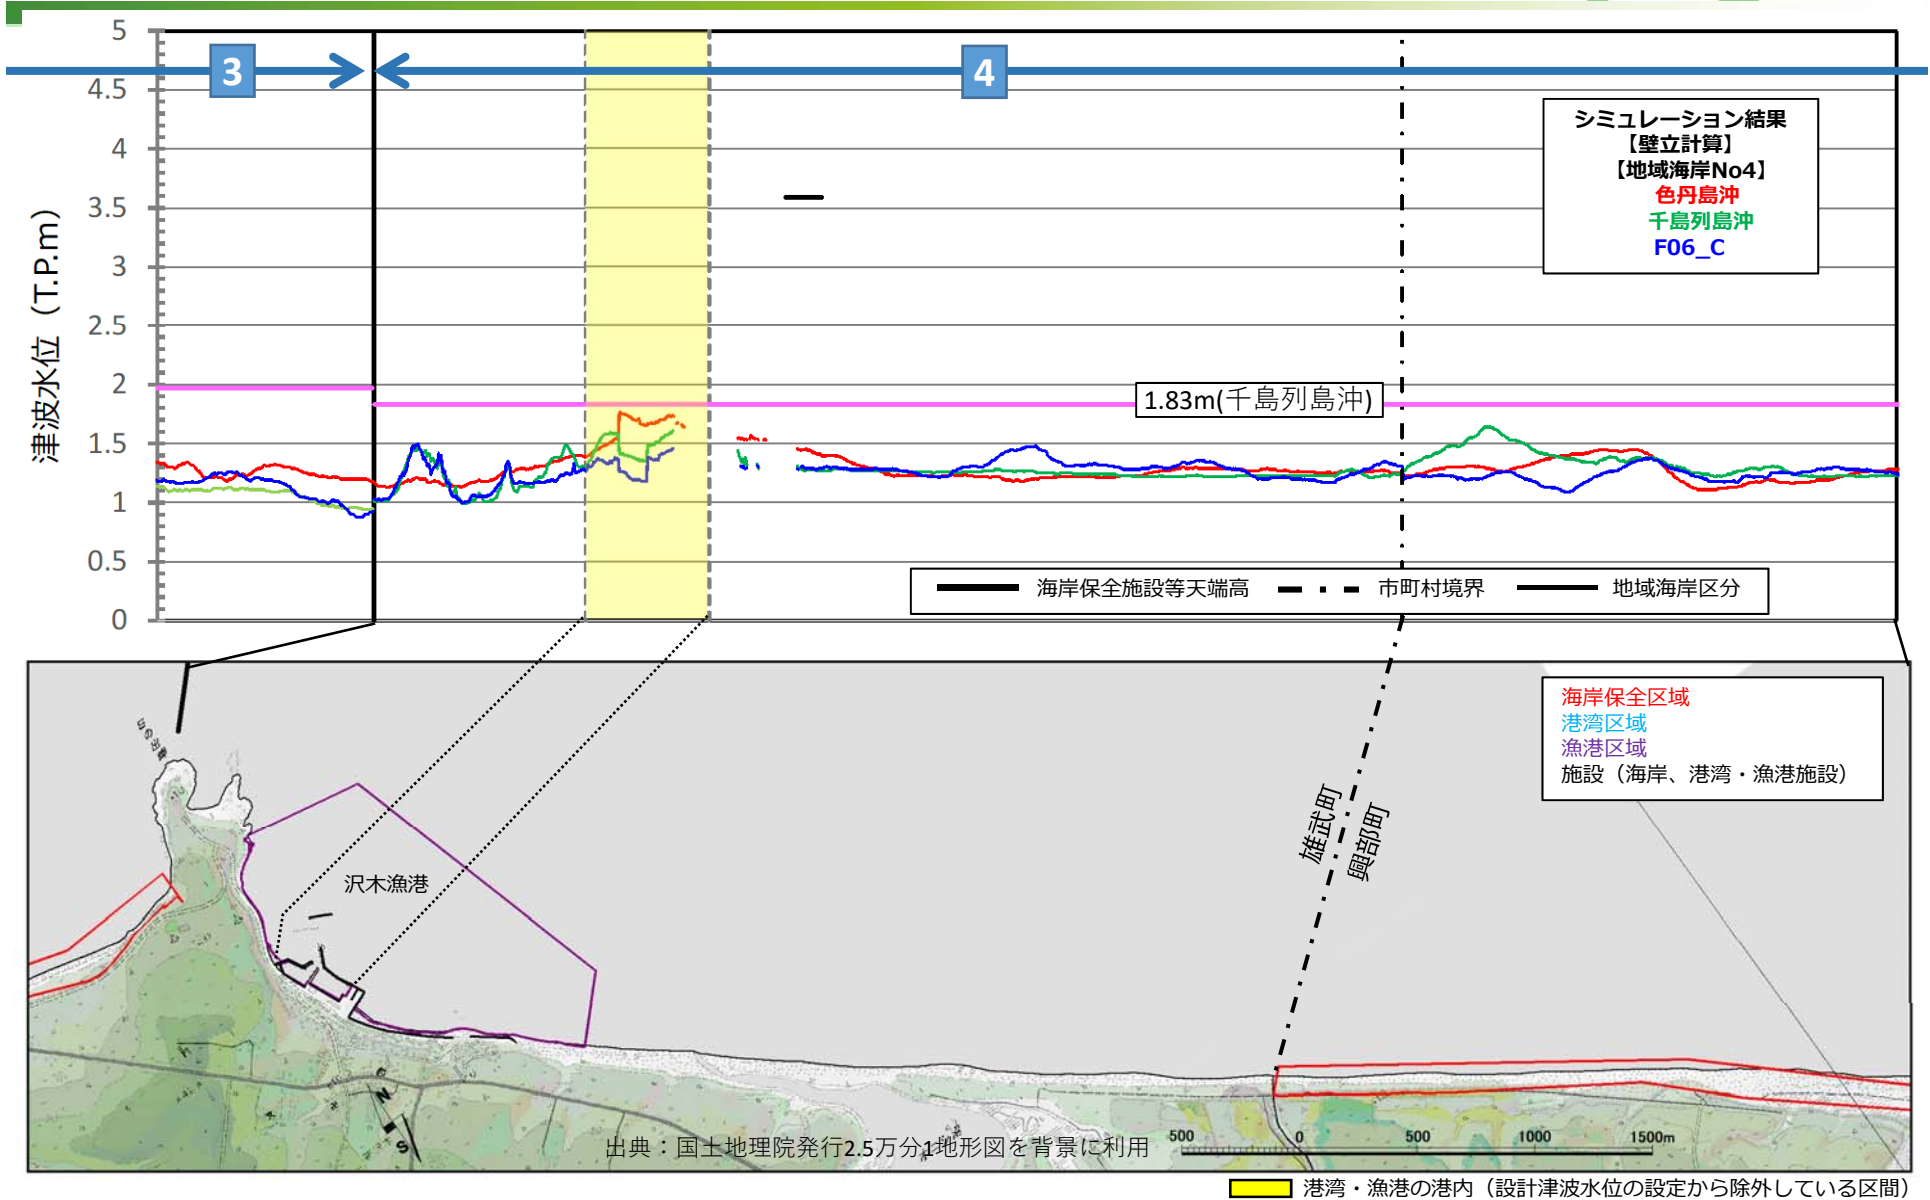 3
4
津波水位（T.P.m）
5
4.5
4
3.5
3
2.5
2
1.5
1
0.5
0
シミュレーション結果
【壁立計算】
【地域海岸No4】
色丹島沖
千島列島沖
F06_C
1.83m(千島列島沖)
海岸保全施設等天端高
市町村境界
地域海岸区分
海岸保全区域
港湾区域
漁港区域
施設（海岸、港湾・漁港施設）
雄武町
興部町
沢木漁港
N
S
出典：国土地理院発行2.5万分1地形図を背景に利用
500 0 500 1000 1500m
港湾・漁港の港内（設計津波水位の設定から除外している区間）